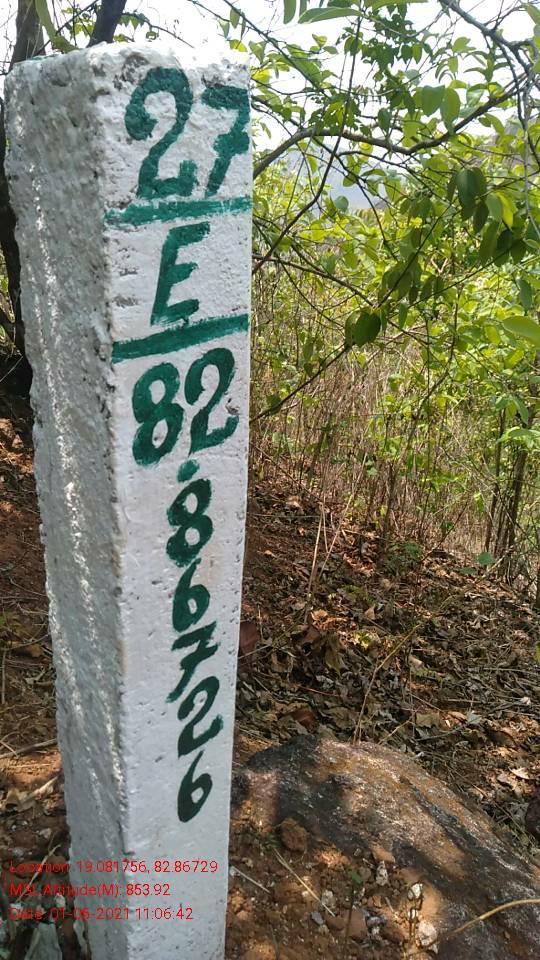 27
E
82
.8
6
7
2
6
Location: 19.081756, 82.86729
MSL Altitude(M): 853.92
Date: 01-06-2021 11:06:42